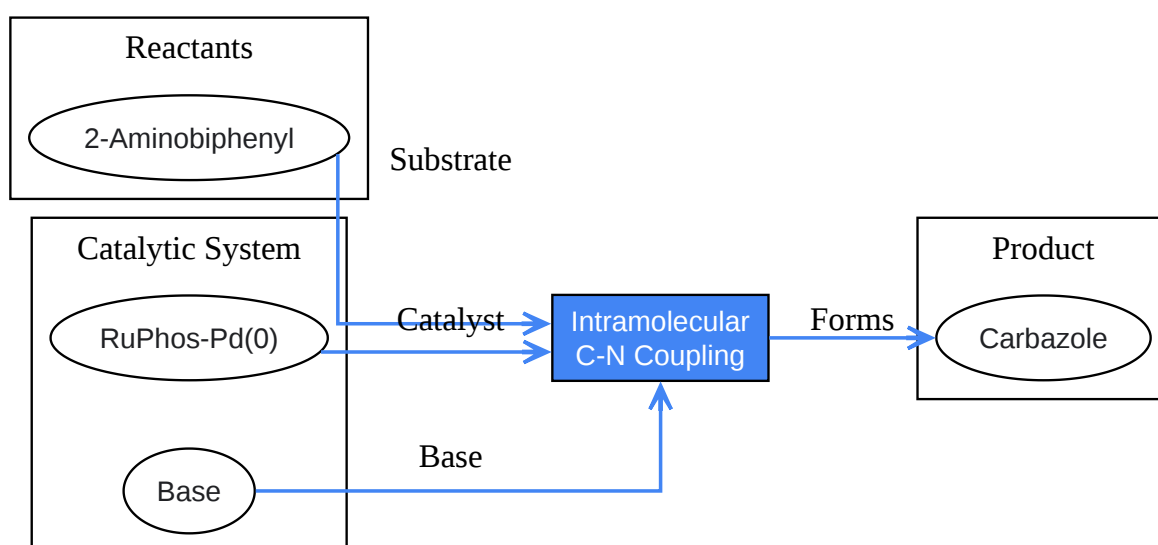 Reactants
2-Aminobiphenyl
Substrate
Catalytic System
Product
RuPhos-Pd(0)
Catalyst
Intramolecular
C-N Coupling
Forms
Carbazole
Base
Base